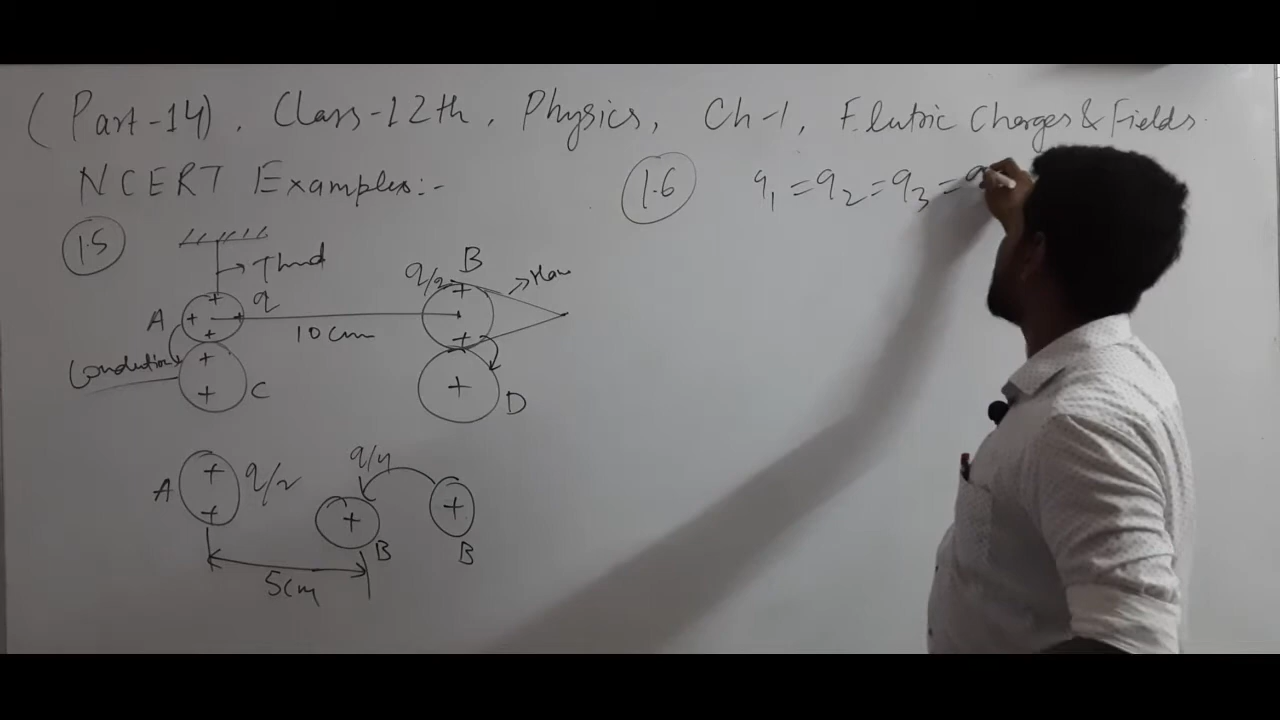 (Part-14), Class-12th, Physics, Ch-1, Electric Charges & Fields.
NCERT Examples:-
1.5
Thread
A
q
10 cm
q/2
B
Conduction
C
D
A
q/2
q/4
B
B
5cm
1.6
q1 = q2 = q3 = q